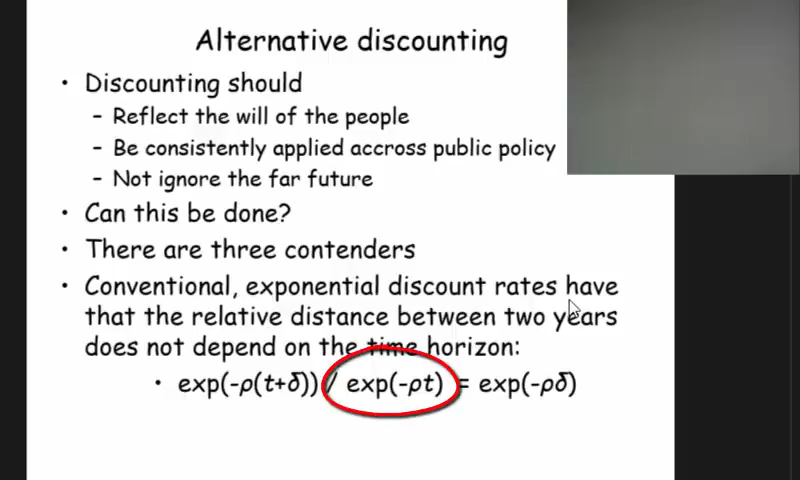 Alternative discounting
• Discounting should
– Reflect the will of the people
– Be consistently applied accross public policy
– Not ignore the far future
• Can this be done?
• There are three contenders
• Conventional, exponential discount rates have
that the relative distance between two years
does not depend on the time horizon:
• exp(-ρ(t+δ)) / exp(-ρt) = exp(-ρδ)